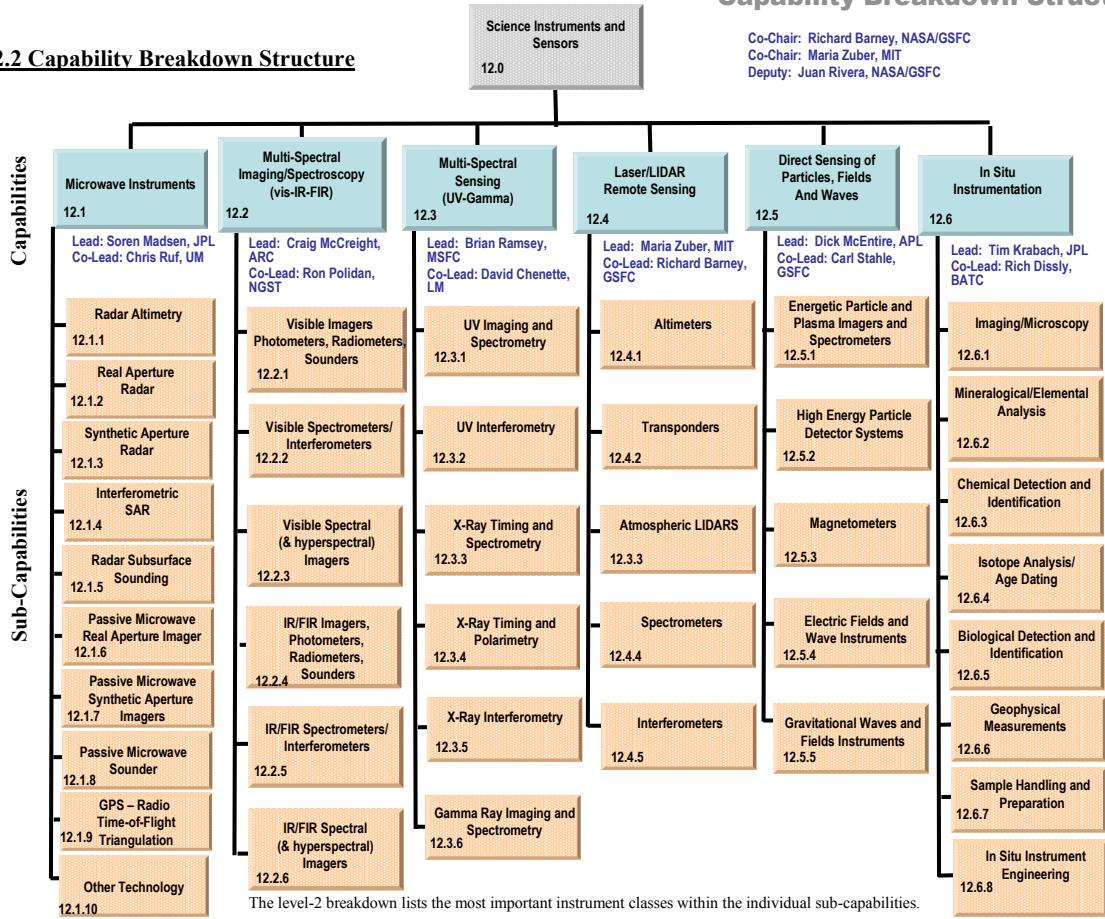 Capability Breakdown Struct
2.2 Capability Breakdown Structure
Science Instruments and
Sensors
12.0
Co-Chair: Richard Barney, NASA/GSFC
Co-Chair: Maria Zuber, MIT
Deputy: Juan Rivera, NASA/GSFC
Capabilities
Sub-Capabilities
Microwave Instruments
12.1
Lead: Soren Madsen, JPL
Co-Lead: Chris Ruf, UM
Radar Altimetry
12.1.1
Real Aperture
Radar
12.1.2
Synthetic Aperture
Radar
12.1.3
Interferometric
SAR
12.1.4
Radar Subsurface
Sounding
12.1.5
Passive Microwave
Real Aperture Imager
12.1.6
Passive Microwave
Synthetic Aperture
Imagers
12.1.7
Passive Microwave
Sounder
12.1.8
GPS – Radio
Time-of-Flight
Triangulation
12.1.9
Other Technology
12.1.10
Multi-Spectral
Imaging/Spectroscopy
(vis-IR-FIR)
12.2
Lead: Craig McCreight,
ARC
Co-Lead: Ron Polidan,
NGST
Visible Imagers
Photometers, Radiometers,
Sounders
12.2.1
Visible Spectrometers/
Interferometers
12.2.2
Visible Spectral
(& hyperspectral)
Imagers
12.2.3
IR/FIR Imagers,
Photometers,
Radiometers,
Sounders
12.2.4
IR/FIR Spectrometers/
Interferometers
12.2.5
IR/FIR Spectral
(& hyperspectral)
Imagers
12.2.6
Multi-Spectral
Sensing
(UV-Gamma)
12.3
Lead: Brian Ramsey,
MSFC
Co-Lead: David Chenette,
LM
UV Imaging and
Spectrometry
12.3.1
UV Interferometry
12.3.2
X-Ray Timing and
Spectrometry
12.3.3
X-Ray Timing and
Polarimetry
12.3.4
X-Ray Interferometry
12.3.5
Gamma Ray Imaging and
Spectrometry
12.3.6
Laser/LIDAR
Remote Sensing
12.4
Lead: Maria Zuber, MIT
Co-Lead: Richard Barney,
GSFC
Altimeters
12.4.1
Transponders
12.4.2
Atmospheric LIDARS
12.3.3
Spectrometers
12.4.4
Interferometers
12.4.5
Direct Sensing of
Particles, Fields
And Waves
12.5
Lead: Dick McEntire, APL
Co-Lead: Carl Stahle,
GSFC
Energetic Particle and
Plasma Imagers and
Spectrometers
12.5.1
High Energy Particle
Detector Systems
12.5.2
Magnetometers
12.5.3
Electric Fields and
Wave Instruments
12.5.4
Gravitational Waves and
Fields Instruments
12.5.5
In Situ
Instrumentation
12.6
Lead: Tim Krabach, JPL
Co-Lead: Rich Dissly,
BATC
Imaging/Microscopy
12.6.1
Mineralogical/Elemental
Analysis
12.6.2
Chemical Detection and
Identification
12.6.3
Isotope Analysis/
Age Dating
12.6.4
Biological Detection and
Identification
12.6.5
Geophysical
Measurements
12.6.6
Sample Handling and
Preparation
12.6.7
In Situ Instrument
Engineering
12.6.8
The level-2 breakdown lists the most important instrument classes within the individual sub-capabilities.